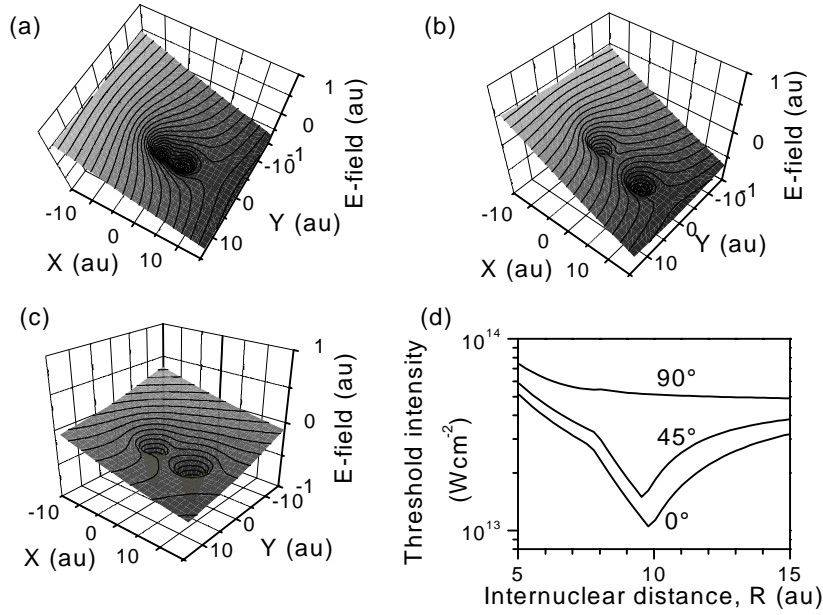 (a)
1
0
-1
E-field (au)
-10
0
10
X (au)
-10
0
10
Y (au)
(b)
1
0
-1
E-field (au)
-10
0
10
X (au)
-10
0
10
Y (au)
(c)
1
0
-1
E-field (au)
-10
0
10
X (au)
-10
0
10
Y (au)
(d)
Threshold intensity
(Wcm-2)
10^14
10^13
90°
45°
0°
5
10
15
Internuclear distance, R (au)